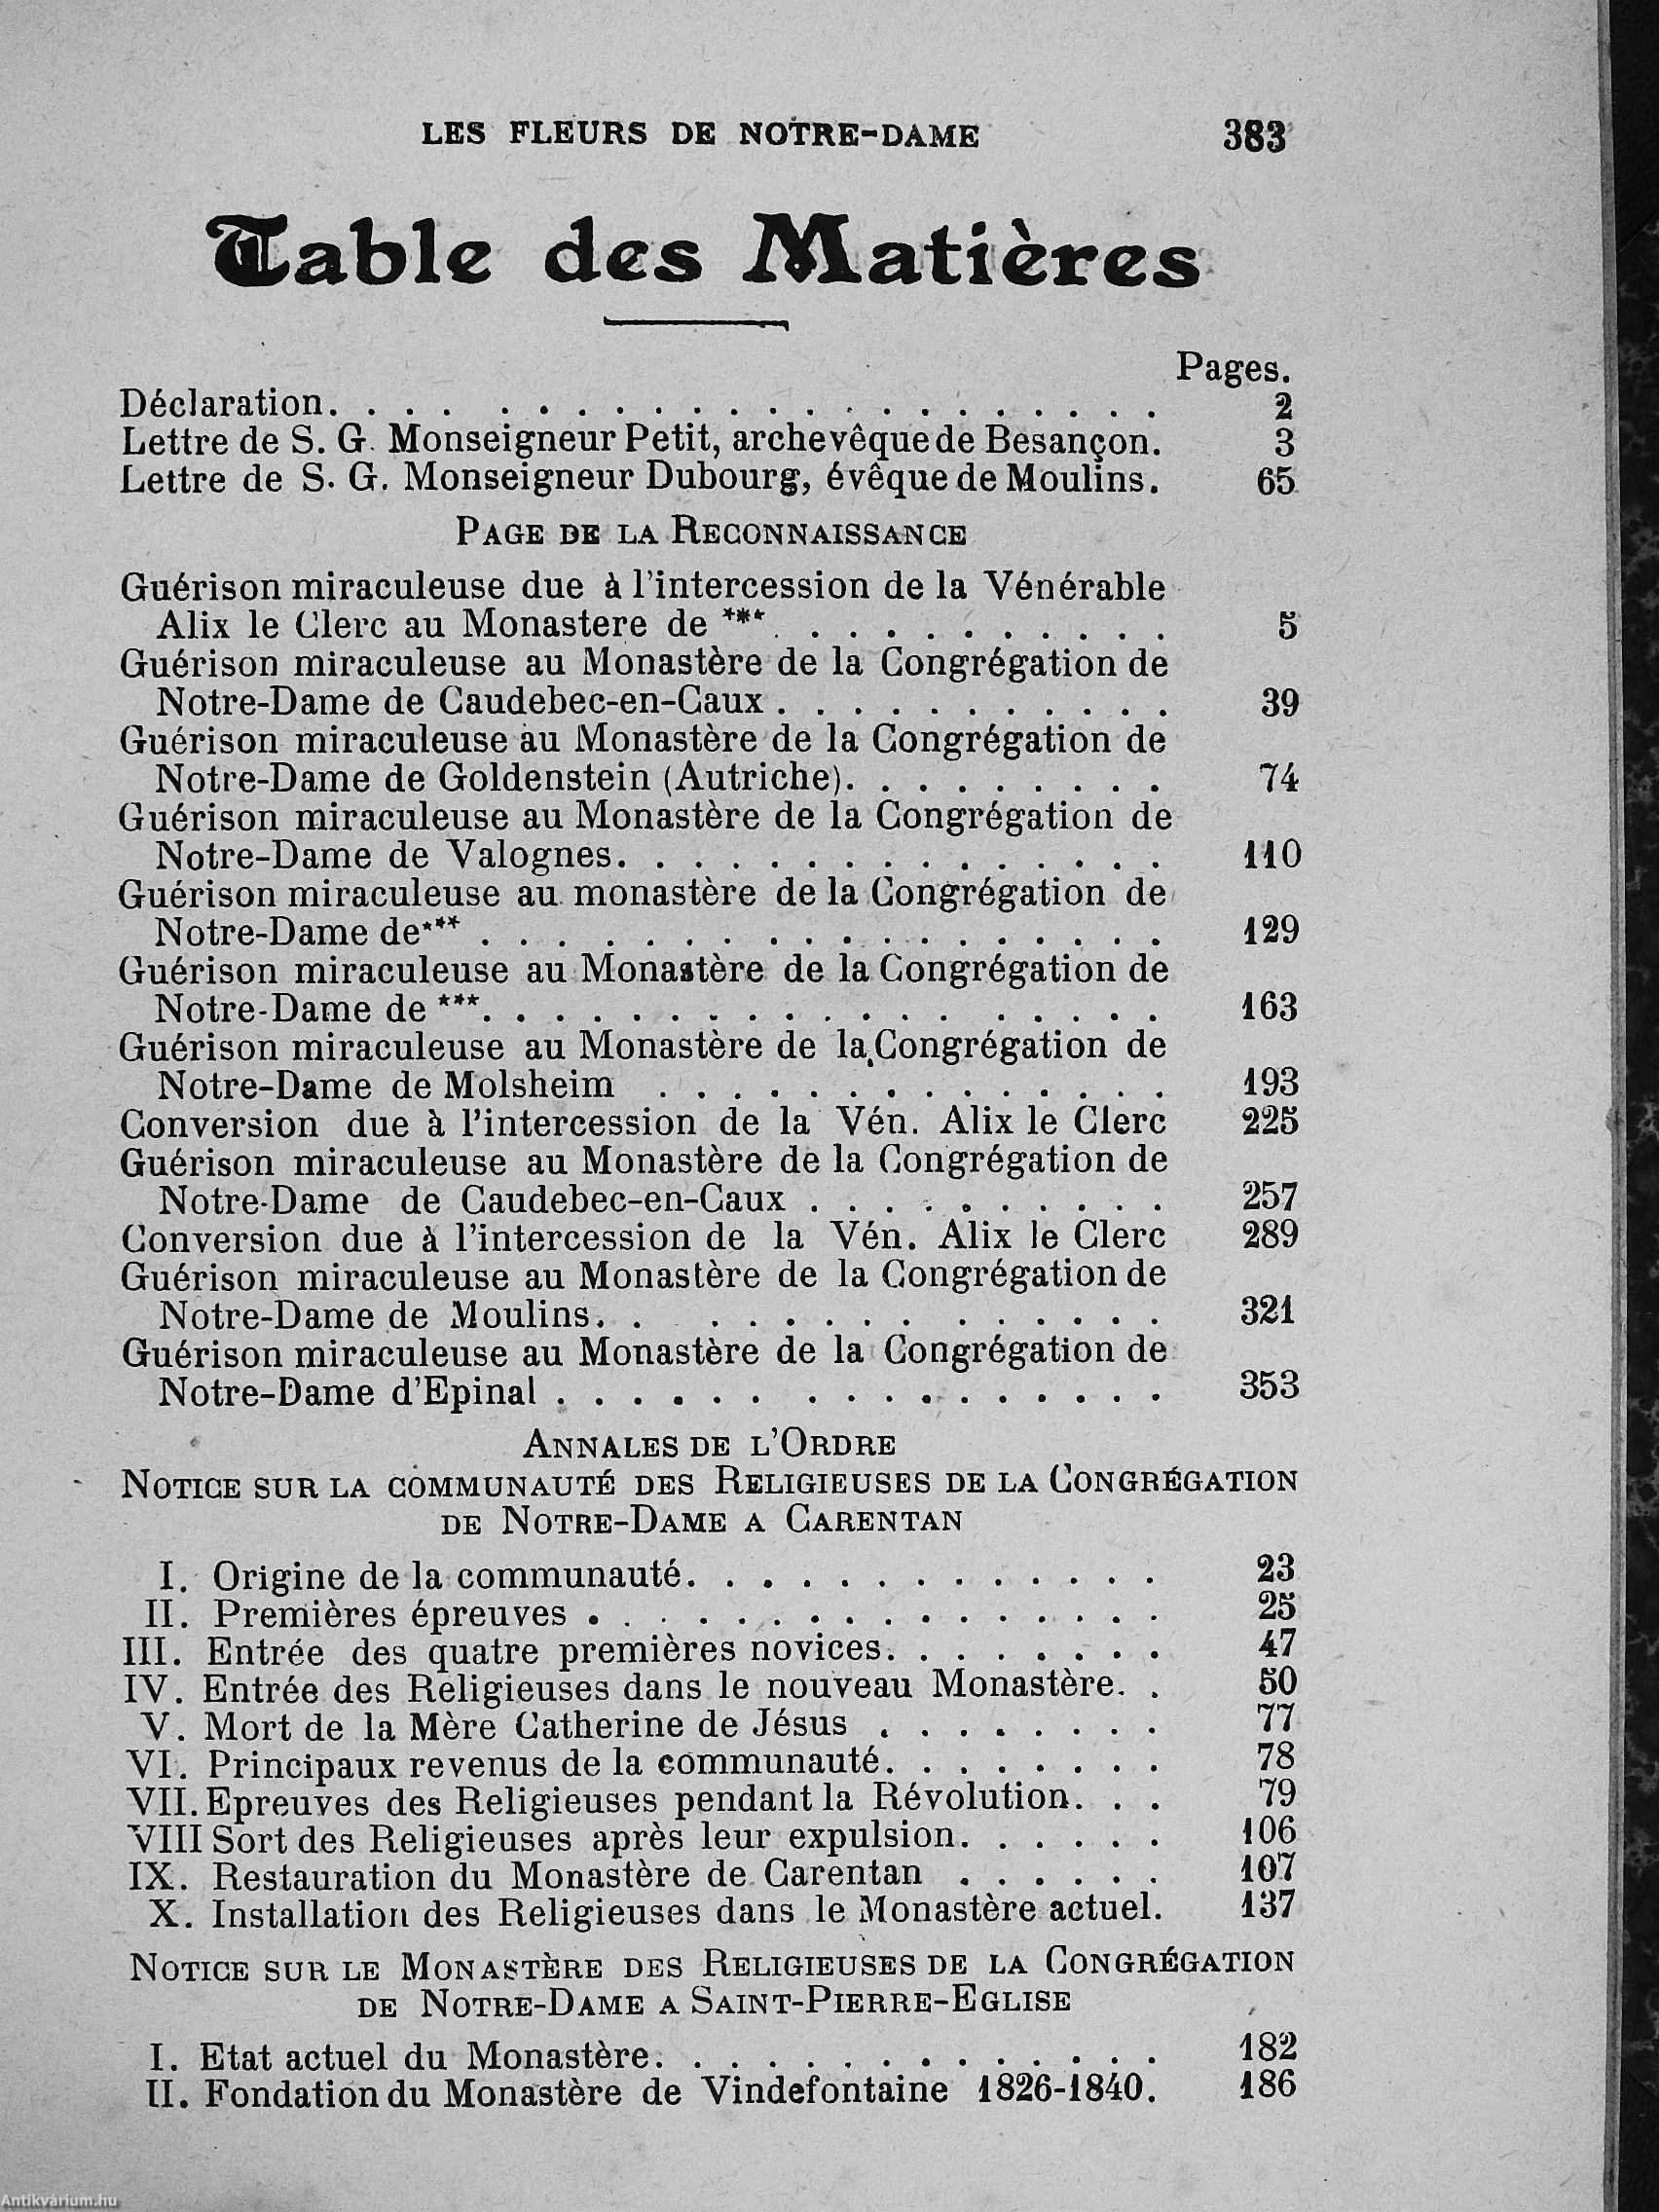 LES FLEURS DE NOTRE-DAME 383
Table des Matières
Pages.
Déclaration. . . . . . . . . . . . . . . . . . . . . . 2
Lettre de S. G. Monseigneur Petit, archevêque de Besançon. 3
Lettre de S. G. Monseigneur Dubourg, évêque de Moulins. 65
PAGE DE LA RECONNAISSANCE
Guérison miraculeuse due à l'intercession de la Vénérable
Alix le Clerc au Monastere de *** . . . . . . . . . . . 5
Guérison miraculeuse au Monastère de la Congrégation de
Notre-Dame de Caudebec-en-Caux . . . . . . . . . . . 39
Guérison miraculeuse au Monastère de la Congrégation de
Notre-Dame de Goldenstein (Autriche). . . . . . . . . 74
Guérison miraculeuse au Monastère de la Congrégation de
Notre-Dame de Valognes. . . . . . . . . . . . . . . 110
Guérison miraculeuse au monastère de la Congrégation de
Notre-Dame de *** . . . . . . . . . . . . . . . . . . 129
Guérison miraculeuse au Monastère de la Congrégation de
Notre-Dame de ***. . . . . . . . . . . . . . . . . . 163
Guérison miraculeuse au Monastère de la Congrégation de
Notre-Dame de Molsheim . . . . . . . . . . . . . . 193
Conversion due à l'intercession de la Vén. Alix le Clerc 225
Guérison miraculeuse au Monastère de la Congrégation de
Notre-Dame de Caudebec-en-Caux . . . . . . . . . . 257
Conversion due à l'intercession de la Vén. Alix le Clerc 289
Guérison miraculeuse au Monastère de la Congrégation de
Notre-Dame de Moulins. . . . . . . . . . . . . . . 321
Guérison miraculeuse au Monastère de la Congrégation de
Notre-Dame d'Epinal . . . . . . . . . . . . . . . . 353
ANNALES DE L'ORDRE
NOTICE SUR LA COMMUNAUTÉ DES RELIGIEUSES DE LA CONGRÉGATION
DE NOTRE-DAME A CARENTAN
I. Origine de la communauté. . . . . . . . . . . . . 23
II. Premières épreuves . . . . . . . . . . . . . . . . 25
III. Entrée des quatre premières novices. . . . . . . . 47
IV. Entrée des Religieuses dans le nouveau Monastère. . 50
V. Mort de la Mère Catherine de Jésus . . . . . . . . 77
VI. Principaux revenus de la communauté. . . . . . . . 78
VII. Epreuves des Religieuses pendant la Révolution. . . 79
VIII Sort des Religieuses après leur expulsion. . . . . . 106
IX. Restauration du Monastère de Carentan . . . . . . 107
X. Installation des Religieuses dans le Monastère actuel. 137
NOTICE SUR LE MONASTÈRE DES RELIGIEUSES DE LA CONGRÉGATION
DE NOTRE-DAME A SAINT-PIERRE-EGLISE
I. Etat actuel du Monastère. . . . . . . . . . . . . . 182
II. Fondation du Monastère de Vindefontaine 1826-1840. 186
Antikvárium.hu